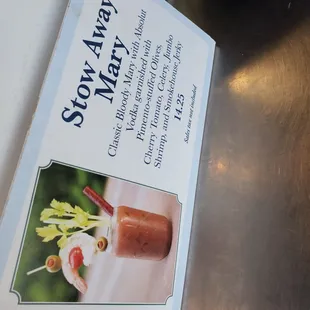 Stow Away
Mary
Classic Bloody Mary with Absolut
Vodka garnished with
Pimento-stuffed Olives,
Cherry Tomato, Celery, Jumbo
Shrimp, and Smokehouse Jerky
14.25
Sales tax not included